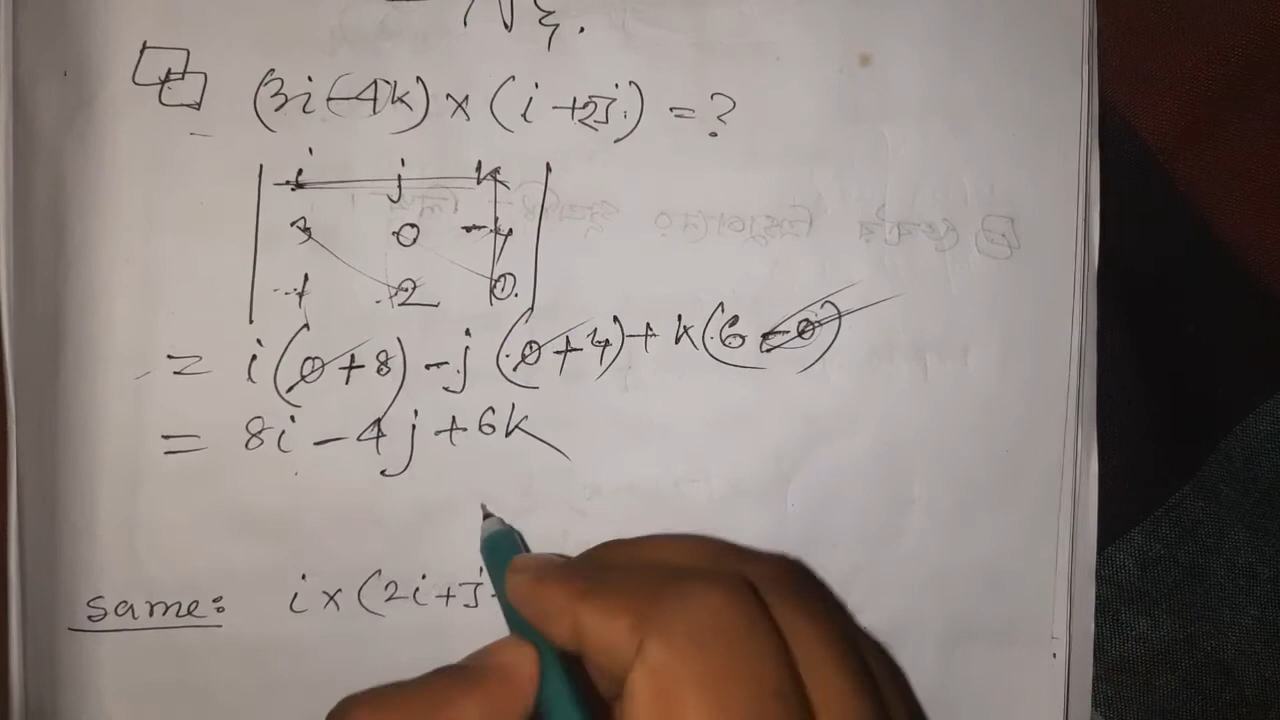 (3i-4k) × (i+2j) = ?
i j k
3 0 -4
1 2 0
= i(0+8) -j(0+4)+k(6-0)
= 8i-4j+6k
same: i×(2i+j